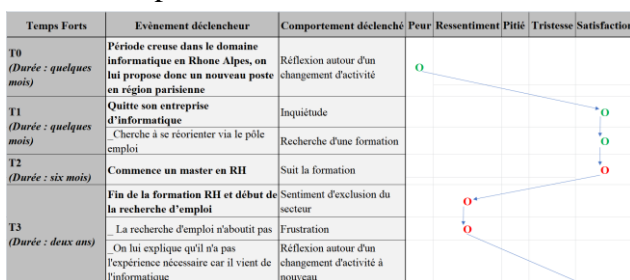 Temps Forts Evènement déclencheur Comportement déclenché Peur Ressentiment Pitié Tristesse Satisfaction
T0
(Durée : quelques
mois)
Période creuse dans le domaine
informatique en Rhone Alpes, on
lui propose donc un nouveau poste
en région parisienne
Réflexion autour d'un
changement d'activité
O
T1
(Durée : quelques
mois)
Quitte son entreprise
d'informatique
Inquiétude
O
_Cherche à se réorienter via le pôle
emploi
Recherche d'une formation
O
T2
(Durée : six mois)
Commence un master en RH
Suit la formation
O
T3
(Durée : deux ans)
Fin de la formation RH et début de
la recherche d'emploi
Sentiment d'exclusion du
secteur
O
_ La recherche d'emploi n'aboutit pas
Frustration
O
_On lui explique qu'il n'a pas
l'expérience nécessaire car il vient de
l'informatique
Réflexion autour d'un
changement d'activité à
nouveau